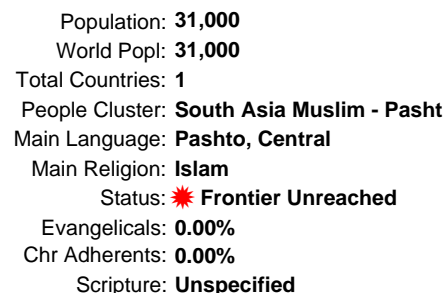 Population: 31,000
World Popl: 31,000
Total Countries: 1
People Cluster: South Asia Muslim - Pasht
Main Language: Pashto, Central
Main Religion: Islam
Status: Frontier Unreached
Evangelicals: 0.00%
Chr Adherents: 0.00%
Scripture: Unspecified